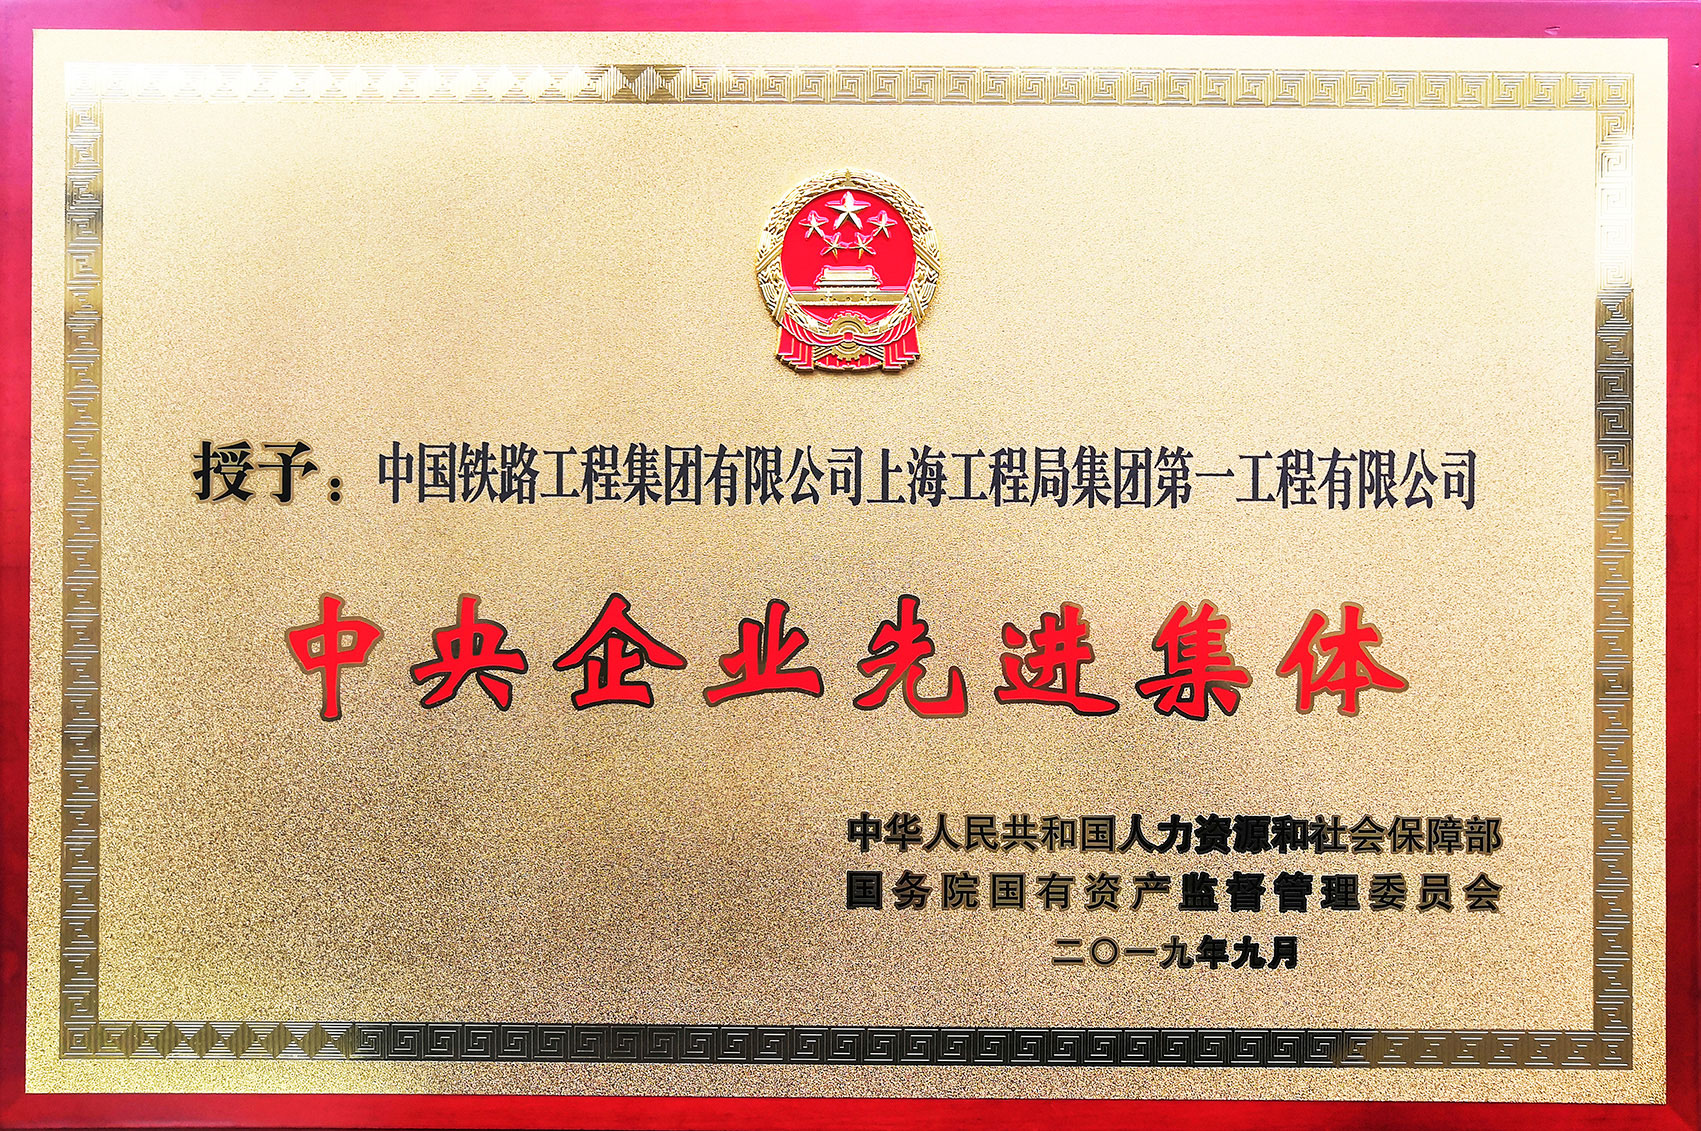 授予：中国铁路工程集团有限公司上海工程局集团第一工程有限公司
中央企业先进集体
中华人民共和国人力资源和社会保障部
国务院国有资产监督管理委员会
二〇一九年九月